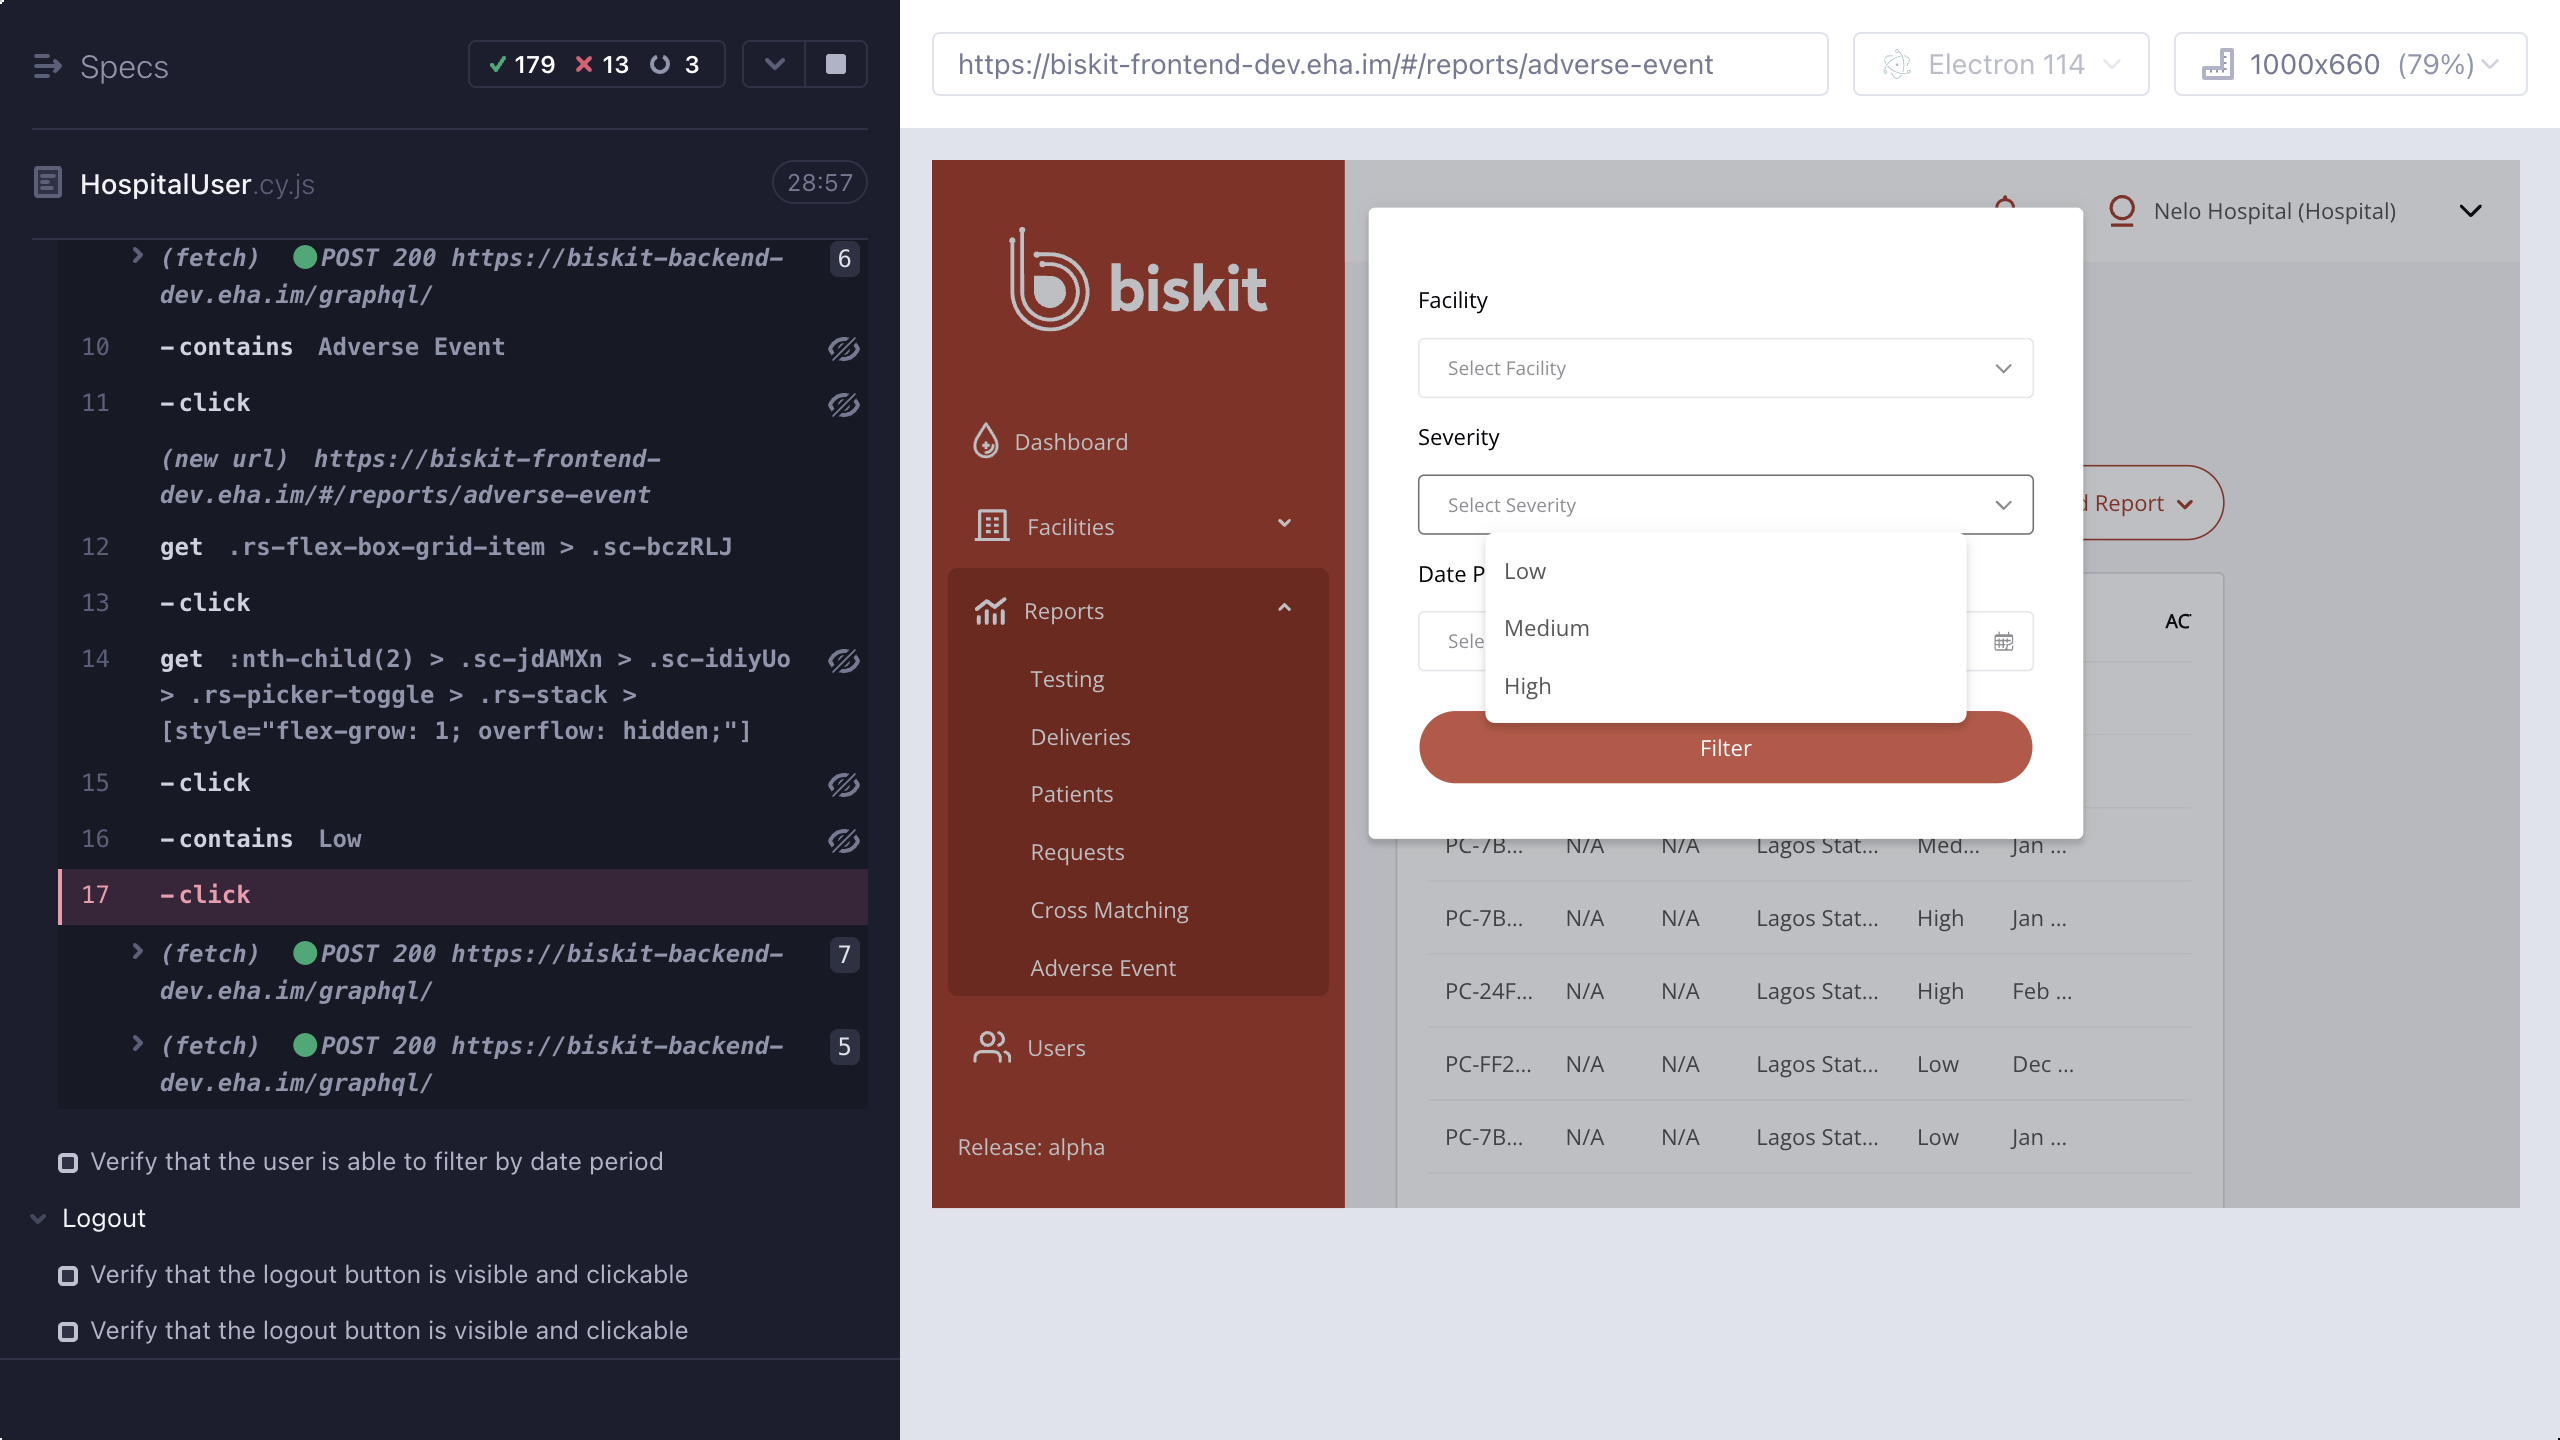 Specs
179 13 3
HospitalUser.cy.js
28:57
(fetch) POST 200 https://biskit-backend-
dev.eha.im/graphql/
6
10 -contains Adverse Event
11 -click
(new url) https://biskit-frontend-
dev.eha.im/#/reports/adverse-event
12 get .rs-flex-box-grid-item > .sc-bczRLJ
13 -click
14 get :nth-child(2) > .sc-jdAMXn > .sc-idiyUo
> .rs-picker-toggle > .rs-stack >
[style="flex-grow: 1; overflow: hidden;"]
15 -click
16 -contains Low
17 -click
(fetch) POST 200 https://biskit-backend-
dev.eha.im/graphql/
7
(fetch) POST 200 https://biskit-backend-
dev.eha.im/graphql/
5
Verify that the user is able to filter by date period
Logout
Verify that the logout button is visible and clickable
Verify that the logout button is visible and clickable
https://biskit-frontend-dev.eha.im/#/reports/adverse-event
Electron 114
1000x660 (79%)
biskit
Dashboard
Facilities
Reports
Testing
Deliveries
Patients
Requests
Cross Matching
Adverse Event
Users
Release: alpha
Nelo Hospital (Hospital)
Facility
Select Facility
Severity
Select Severity
Low
Medium
High
Date P
Sele
Filter
Report
AC
PC-7B... N/A N/A Lagos Stat... Med... Jan ...
PC-7B... N/A N/A Lagos Stat... High Jan ...
PC-24F... N/A N/A Lagos Stat... High Feb ...
PC-FF2... N/A N/A Lagos Stat... Low Dec ...
PC-7B... N/A N/A Lagos Stat... Low Jan ...